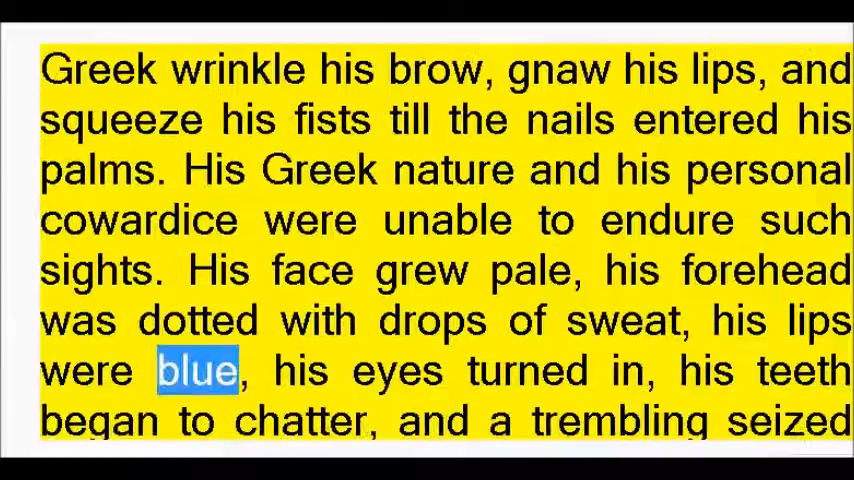 Greek wrinkle his brow, gnaw his lips, and
squeeze his fists till the nails entered his
palms. His Greek nature and his personal
cowardice were unable to endure such
sights. His face grew pale, his forehead
was dotted with drops of sweat, his lips
were blue, his eyes turned in, his teeth
began to chatter, and a trembling seized